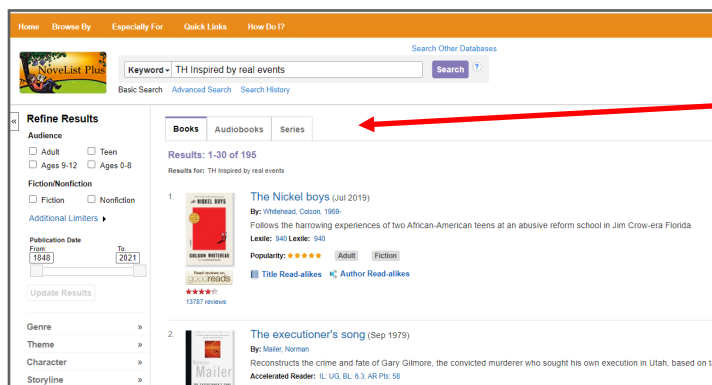 Home Browse By Especially For Quick Links How Do I?
Search Other Databases
NoveList Plus
Keyword TH Inspired by real events Search ?
Basic Search Advanced Search Search History
«
Refine Results
Audience
Adult Teen
Ages 9-12 Ages 0-8
Fiction/Nonfiction
Fiction Nonfiction
Additional Limiters
Publication Date
From: To:
1848 2021
Update Results
Genre »
Theme »
Character »
Storyline »
Books Audiobooks Series
Results: 1-30 of 195
Results for: TH Inspired by real events
1.
THE NICKEL BOYS
COLSON WHITEHEAD
Read reviews on
goodreads
13787 reviews
The Nickel boys (Jul 2019)
By: Whitehead, Colson, 1969-
Follows the harrowing experiences of two African-American teens at an abusive reform school in Jim Crow-era Florida.
Lexile: 940 Lexile: 940
Popularity: Adult Fiction
Title Read-alikes Author Read-alikes
2.
Mailer
THE EXECUTIONER'S SONG
The executioner's song (Sep 1979)
By: Mailer, Norman
Reconstructs the crime and fate of Gary Gilmore, the convicted murderer who sought his own execution in Utah, based on
Accelerated Reader: IL: UG, BL: 6.3, AR Pts: 58